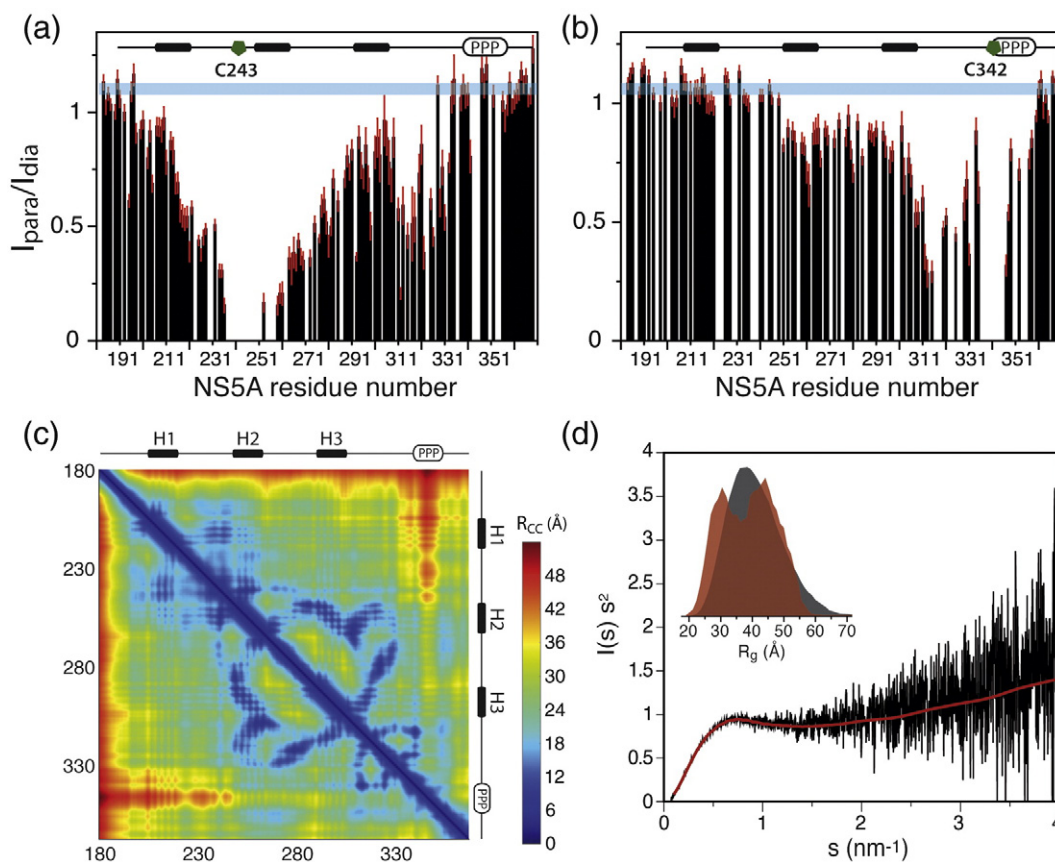 (a)
PPP
C243
1
0.5
0
I para/I dia
191 211 231 251 271 291 311 331 351
NS5A residue number
(b)
PPP
C342
1
0.5
0
191 211 231 251 271 291 311 331 351
NS5A residue number
(c)
H1 H2 H3 PPP
180
230
280
330
180 230 280 330
H1
H2
H3
PPP
R CC (Å)
48
42
36
30
24
18
12
6
0
(d)
4
3.5
3
2.5
2
1.5
1
0.5
0
I(s) s²
20 30 40 50 60 70
Rg (Å)
0 1 2 3 4
s (nm-1)